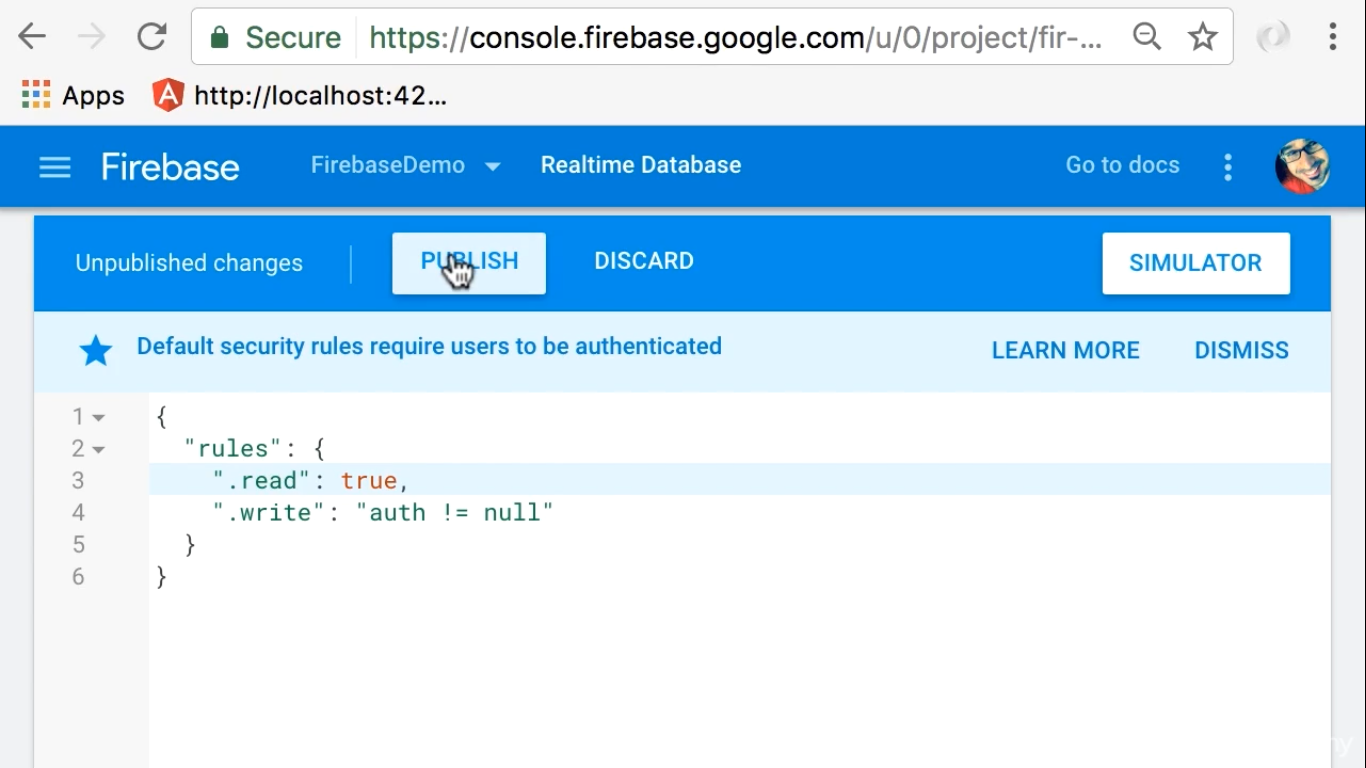 Secure https://console.firebase.google.com/u/0/project/fir-...
Apps http://localhost:42...
Firebase FirebaseDemo Realtime Database Go to docs
Unpublished changes PUBLISH DISCARD SIMULATOR
Default security rules require users to be authenticated LEARN MORE DISMISS
1 {
2 "rules": {
3 ".read": true,
4 ".write": "auth != null"
5 }
6 }